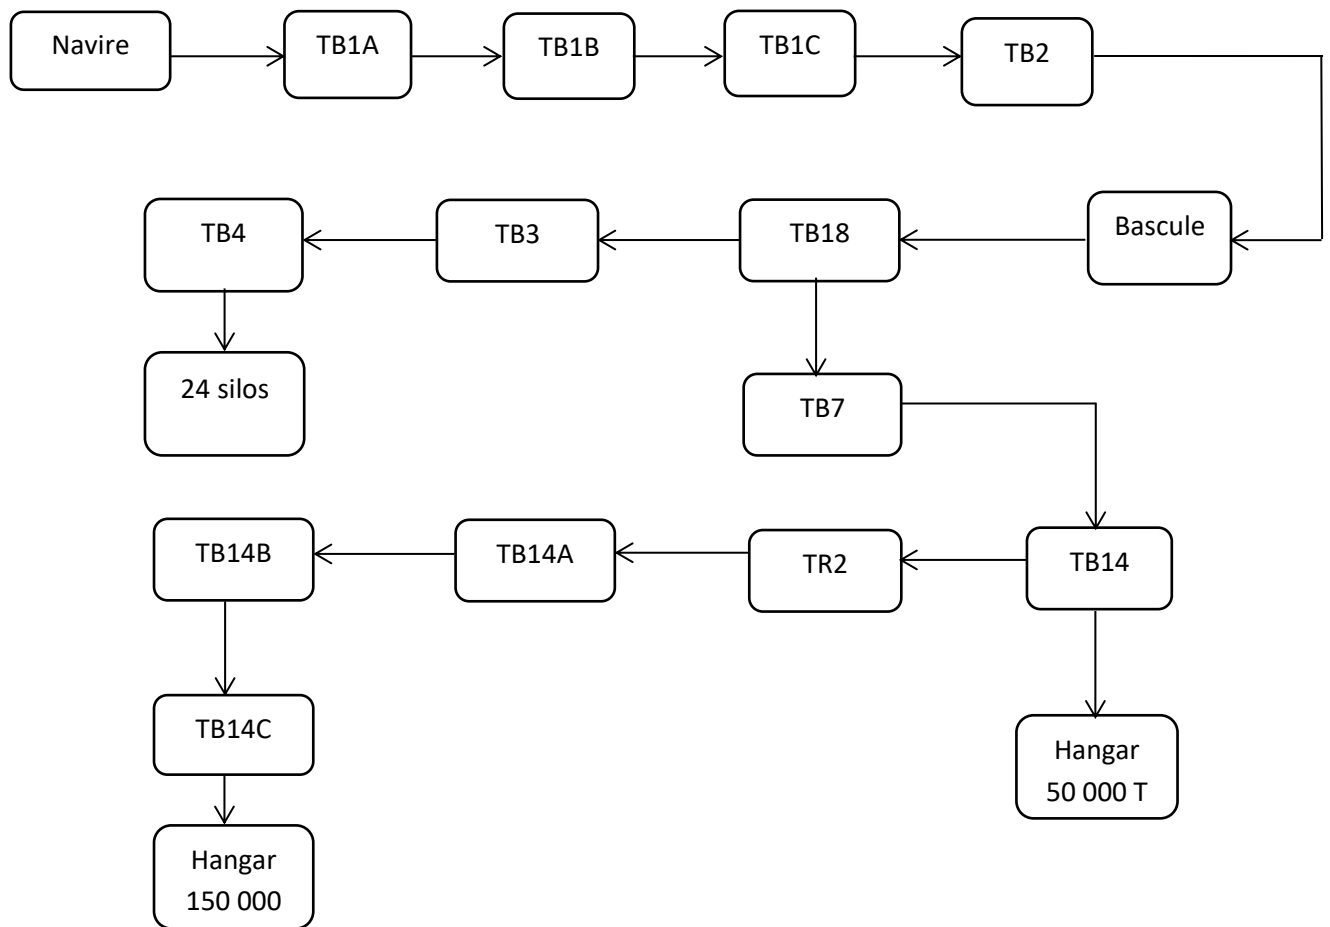 Navire
TB1A
TB1B
TB1C
TB2
TB4
TB3
TB18
Bascule
24 silos
TB7
TB14B
TB14A
TR2
TB14
TB14C
Hangar
50 000 T
Hangar
150 000